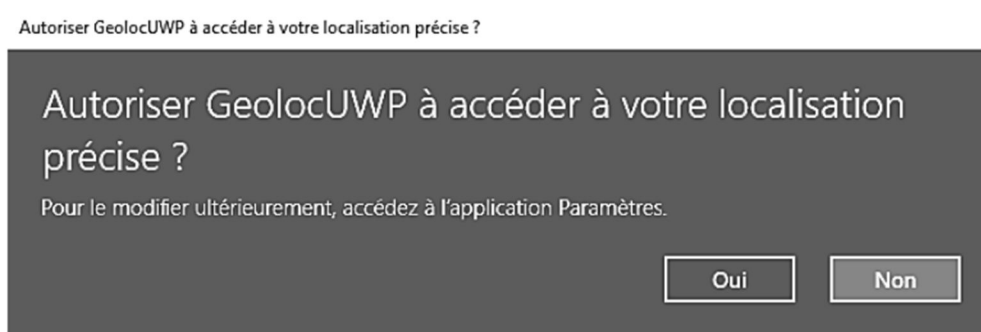 Autoriser GeolocUWP à accéder à votre localisation précise ?
Autoriser GeolocUWP à accéder à votre localisation
précise ?
Pour le modifier ultérieurement, accédez à l'application Paramètres.
Oui Non